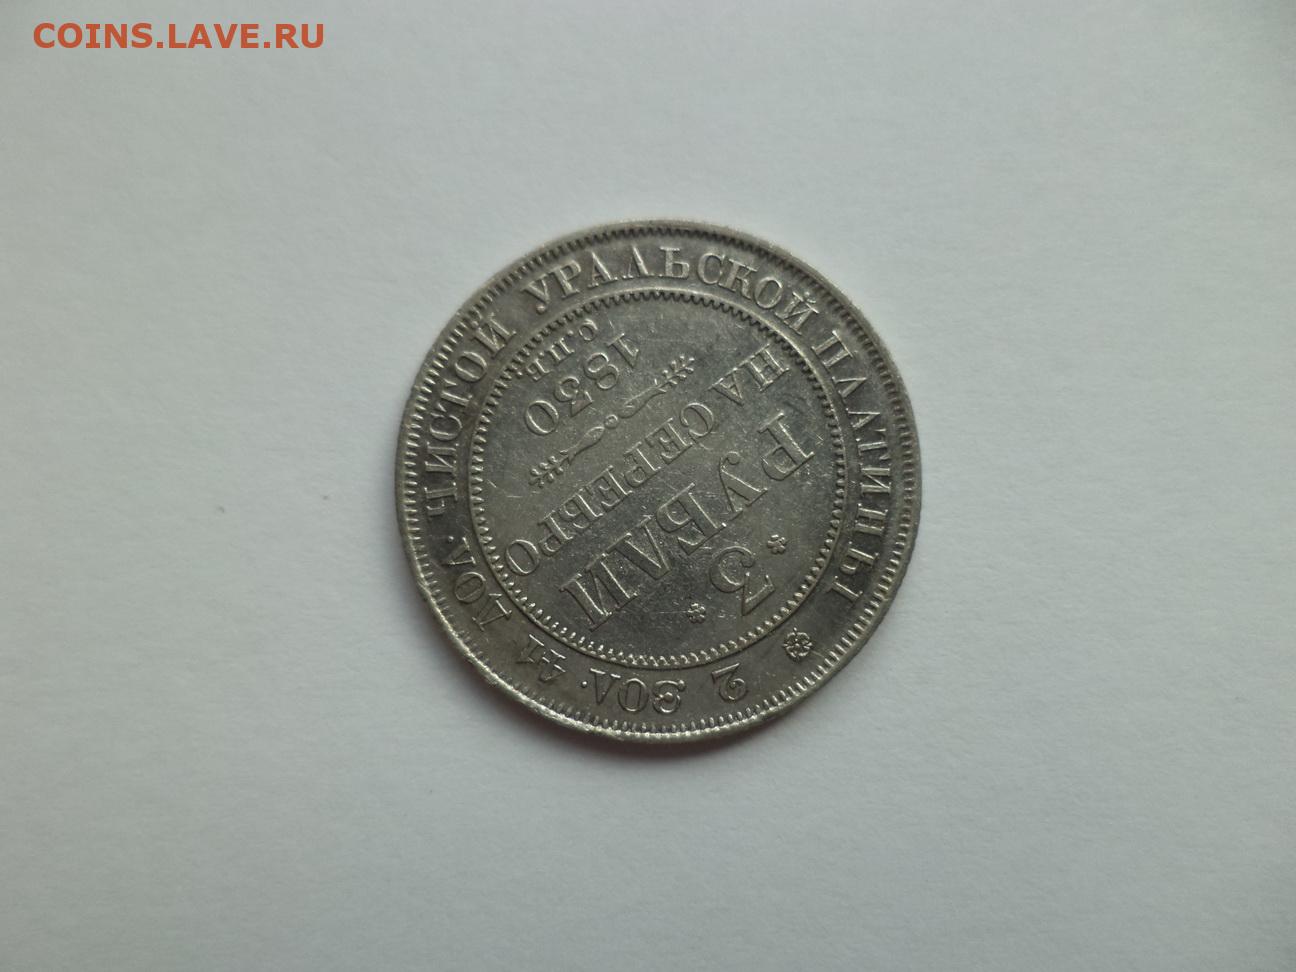 COINS.LAVE.RU
* 3 *
РУБЛИ
НА СЕРЕБРО
1830
С.П.Б.
2 ЗОЛ. 41 ДОЛ. ЧИСТОЙ УРАЛЬСКОЙ ПЛАТИНЫ